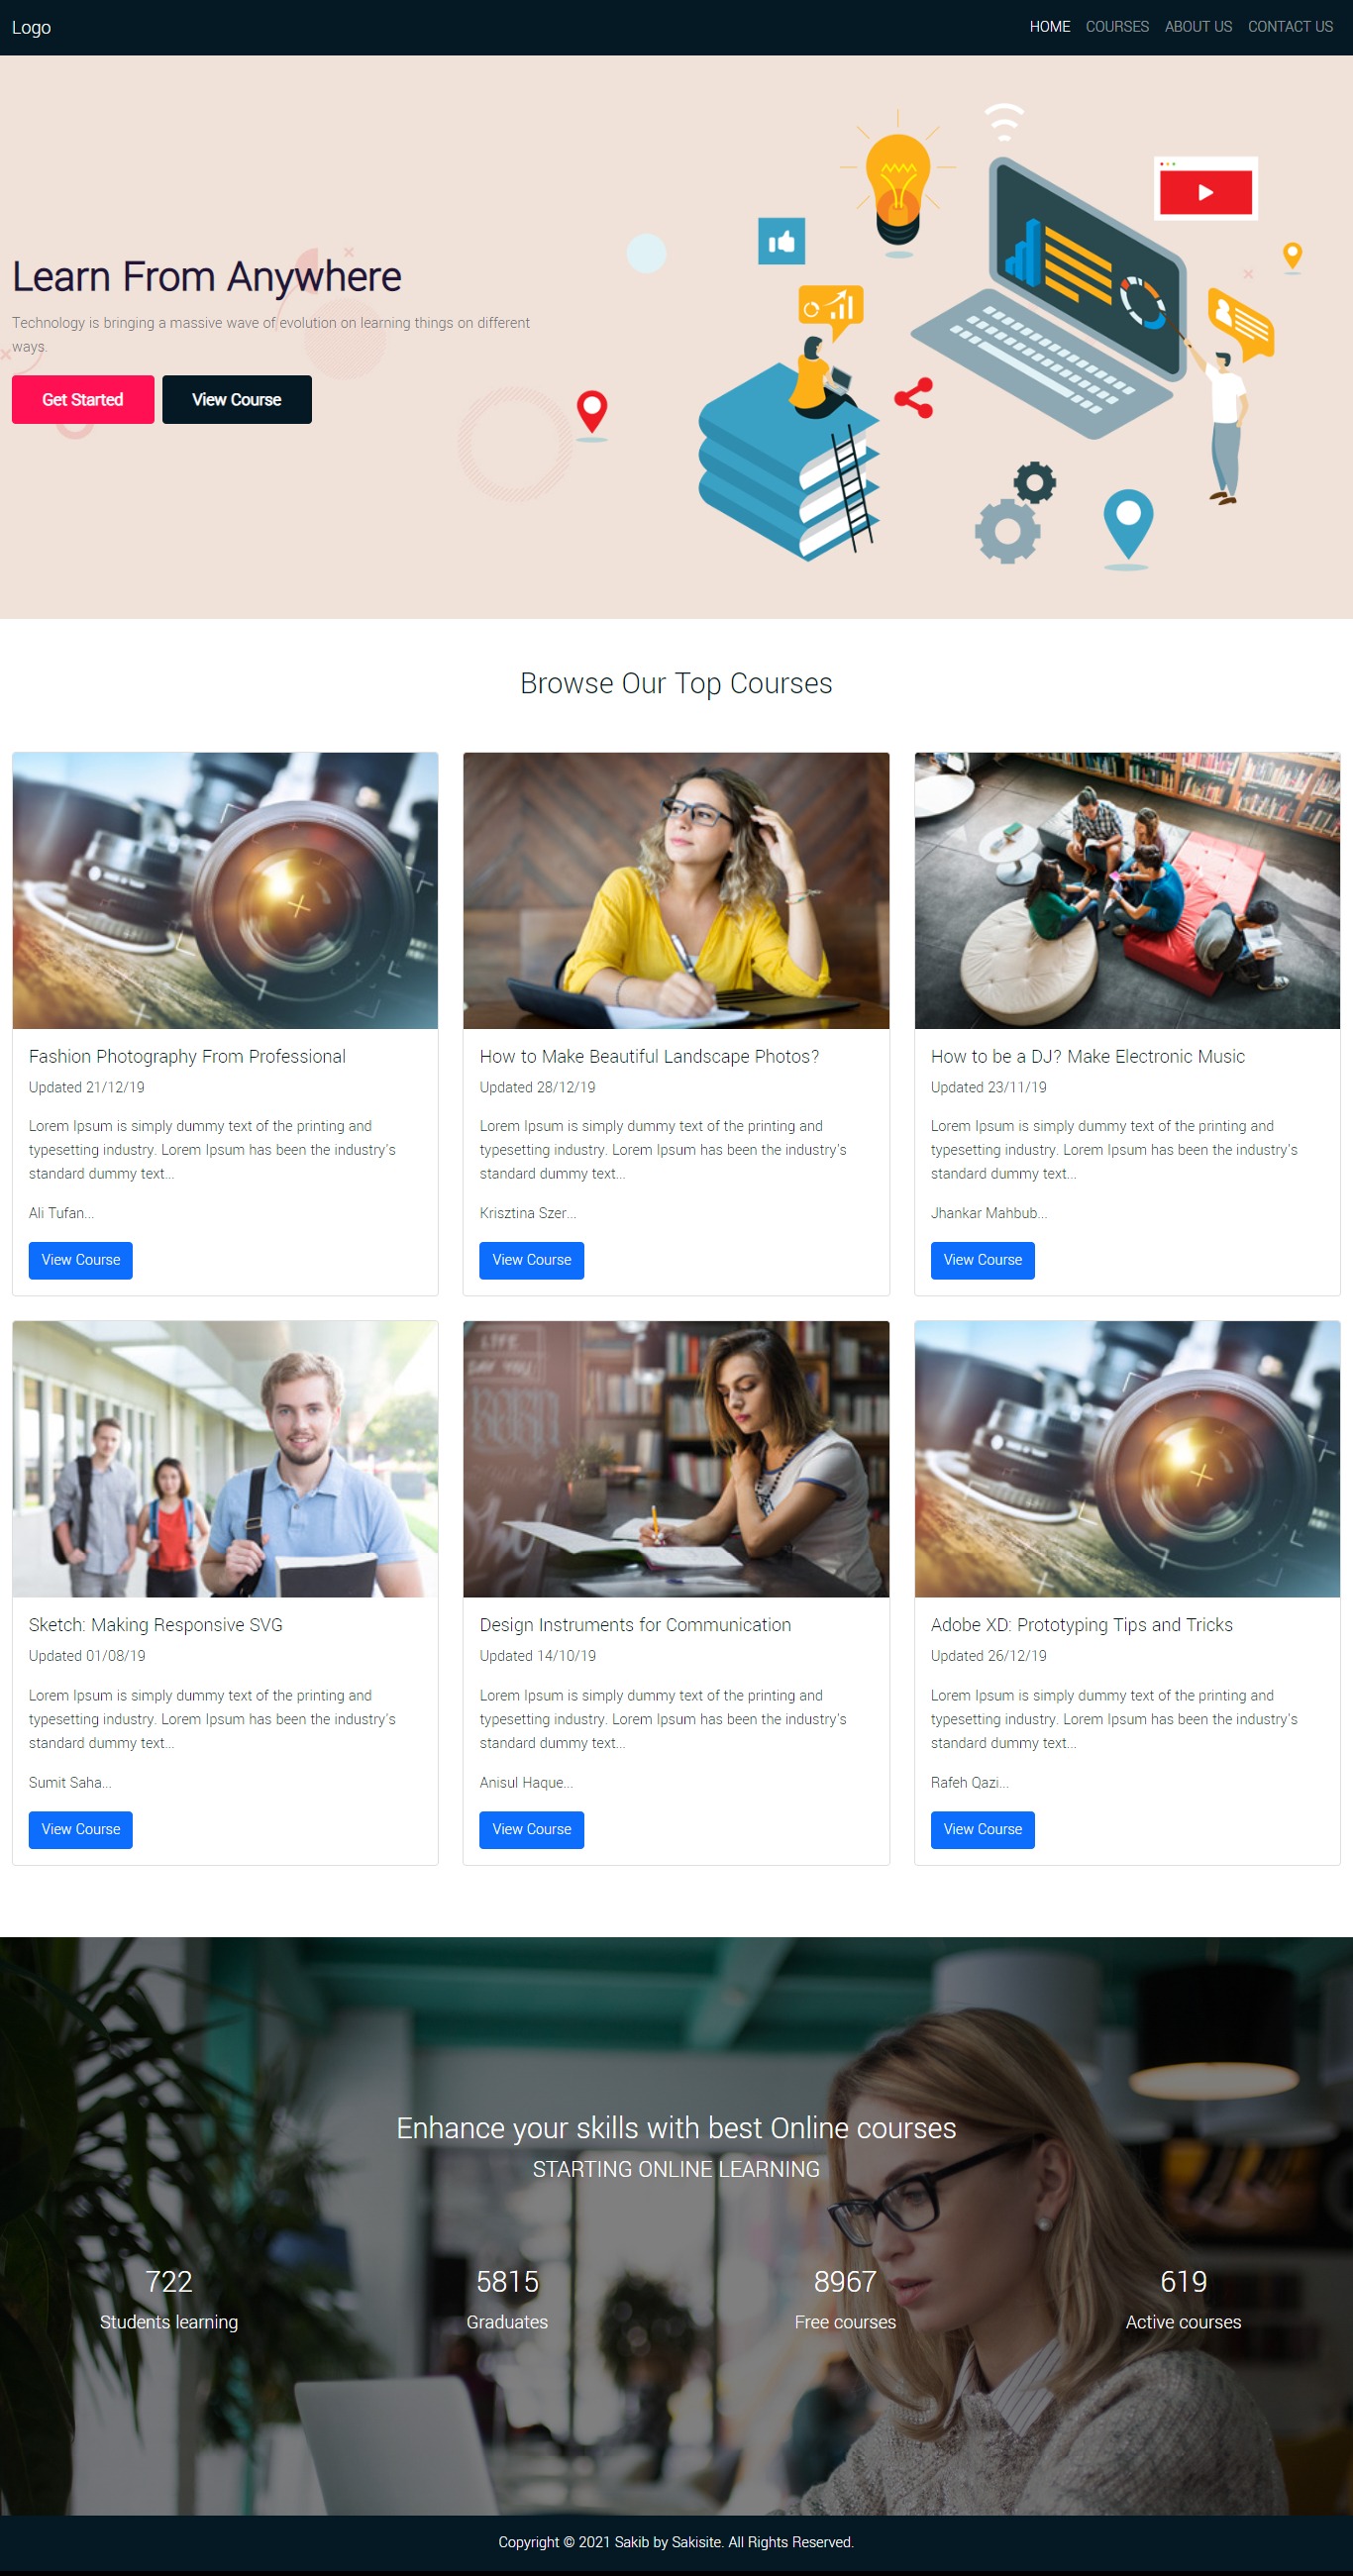 Logo
HOME COURSES ABOUT US CONTACT US
Learn From Anywhere
Technology is bringing a massive wave of evolution on learning things on different
ways.
Get Started View Course
Browse Our Top Courses
Fashion Photography From Professional
Updated 21/12/19
Lorem Ipsum is simply dummy text of the printing and
typesetting industry. Lorem Ipsum has been the industry's
standard dummy text...
Ali Tufan...
View Course
How to Make Beautiful Landscape Photos?
Updated 28/12/19
Lorem Ipsum is simply dummy text of the printing and
typesetting industry. Lorem Ipsum has been the industry's
standard dummy text...
Krisztina Szer...
View Course
How to be a DJ? Make Electronic Music
Updated 23/11/19
Lorem Ipsum is simply dummy text of the printing and
typesetting industry. Lorem Ipsum has been the industry's
standard dummy text...
Jhankar Mahbub...
View Course
Sketch: Making Responsive SVG
Updated 01/08/19
Lorem Ipsum is simply dummy text of the printing and
typesetting industry. Lorem Ipsum has been the industry's
standard dummy text...
Sumit Saha...
View Course
Design Instruments for Communication
Updated 14/10/19
Lorem Ipsum is simply dummy text of the printing and
typesetting industry. Lorem Ipsum has been the industry's
standard dummy text...
Anisul Haque...
View Course
Adobe XD: Prototyping Tips and Tricks
Updated 26/12/19
Lorem Ipsum is simply dummy text of the printing and
typesetting industry. Lorem Ipsum has been the industry's
standard dummy text...
Rafeh Qazi...
View Course
Enhance your skills with best Online courses
STARTING ONLINE LEARNING
722
Students learning
5815
Graduates
8967
Free courses
619
Active courses
Copyright © 2021 Sakib by Sakisite. All Rights Reserved.